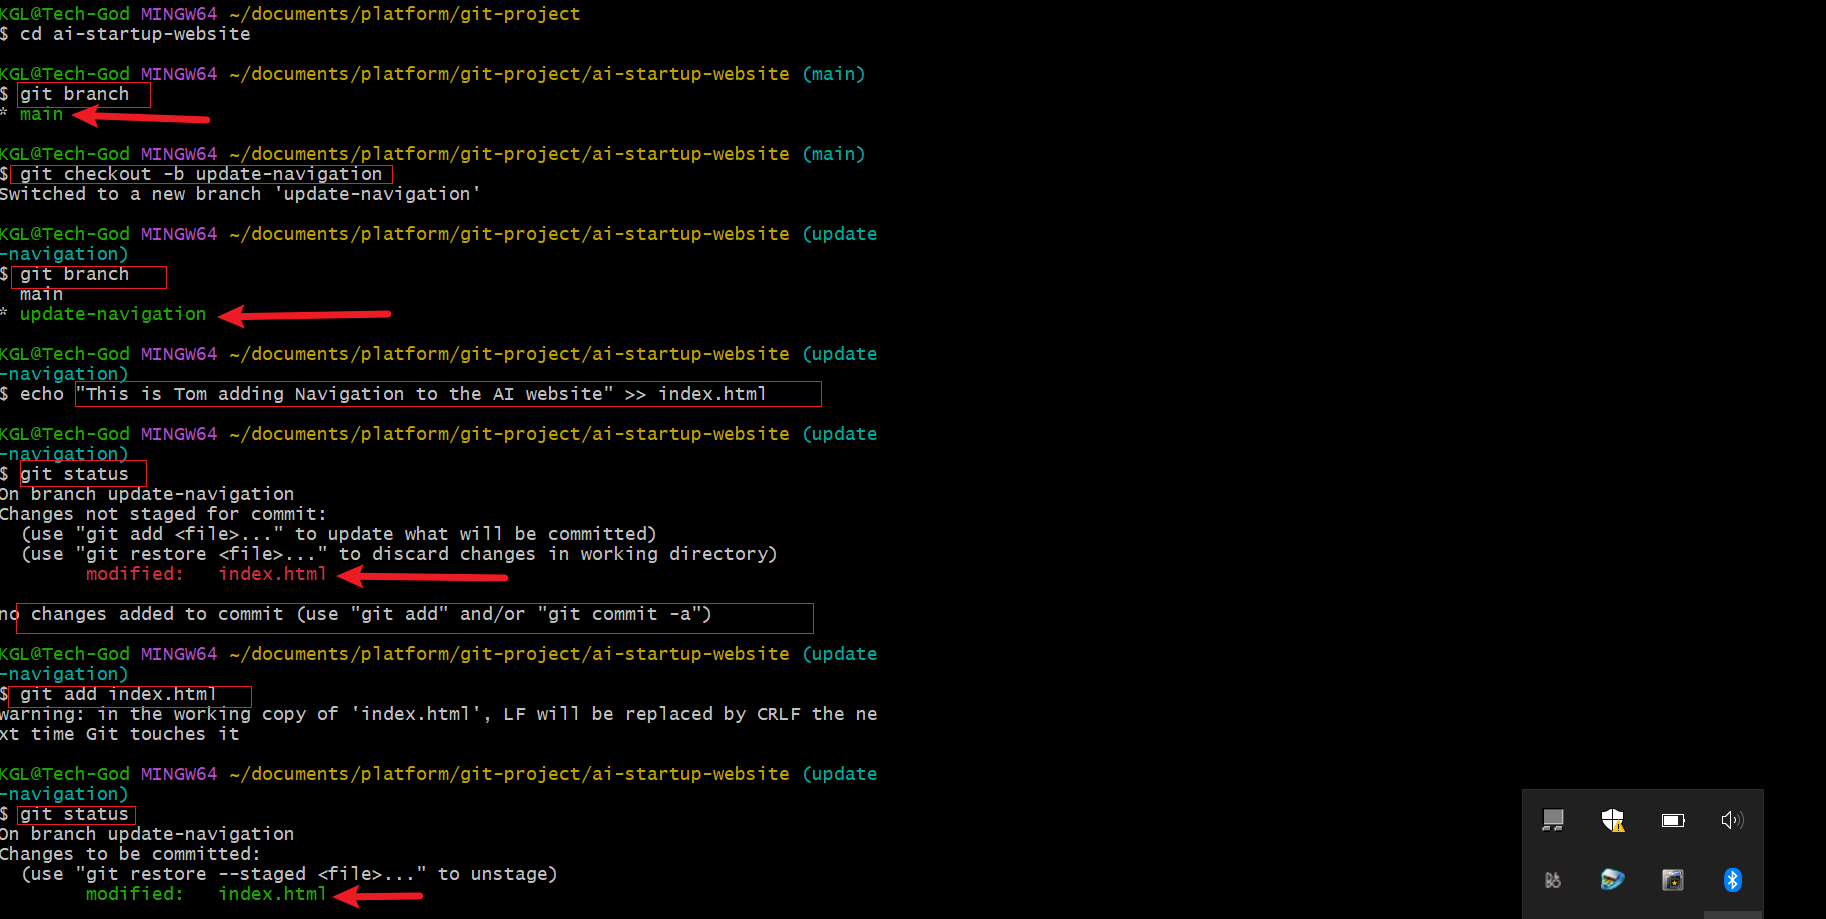 KGL@Tech-God MINGW64 ~/documents/platform/git-project
$ cd ai-startup-website
KGL@Tech-God MINGW64 ~/documents/platform/git-project/ai-startup-website (main)
$ git branch
* main
KGL@Tech-God MINGW64 ~/documents/platform/git-project/ai-startup-website (main)
$ git checkout -b update-navigation
Switched to a new branch 'update-navigation'
KGL@Tech-God MINGW64 ~/documents/platform/git-project/ai-startup-website (update
-navigation)
$ git branch
main
* update-navigation
KGL@Tech-God MINGW64 ~/documents/platform/git-project/ai-startup-website (update
-navigation)
$ echo "This is Tom adding Navigation to the AI website" >> index.html
KGL@Tech-God MINGW64 ~/documents/platform/git-project/ai-startup-website (update
-navigation)
$ git status
On branch update-navigation
Changes not staged for commit:
(use "git add <file>..." to update what will be committed)
(use "git restore <file>..." to discard changes in working directory)
modified:   index.html
no changes added to commit (use "git add" and/or "git commit -a")
KGL@Tech-God MINGW64 ~/documents/platform/git-project/ai-startup-website (update
-navigation)
$ git add index.html
warning: in the working copy of 'index.html', LF will be replaced by CRLF the ne
xt time Git touches it
KGL@Tech-God MINGW64 ~/documents/platform/git-project/ai-startup-website (update
-navigation)
$ git status
On branch update-navigation
Changes to be committed:
(use "git restore --staged <file>..." to unstage)
modified:   index.html